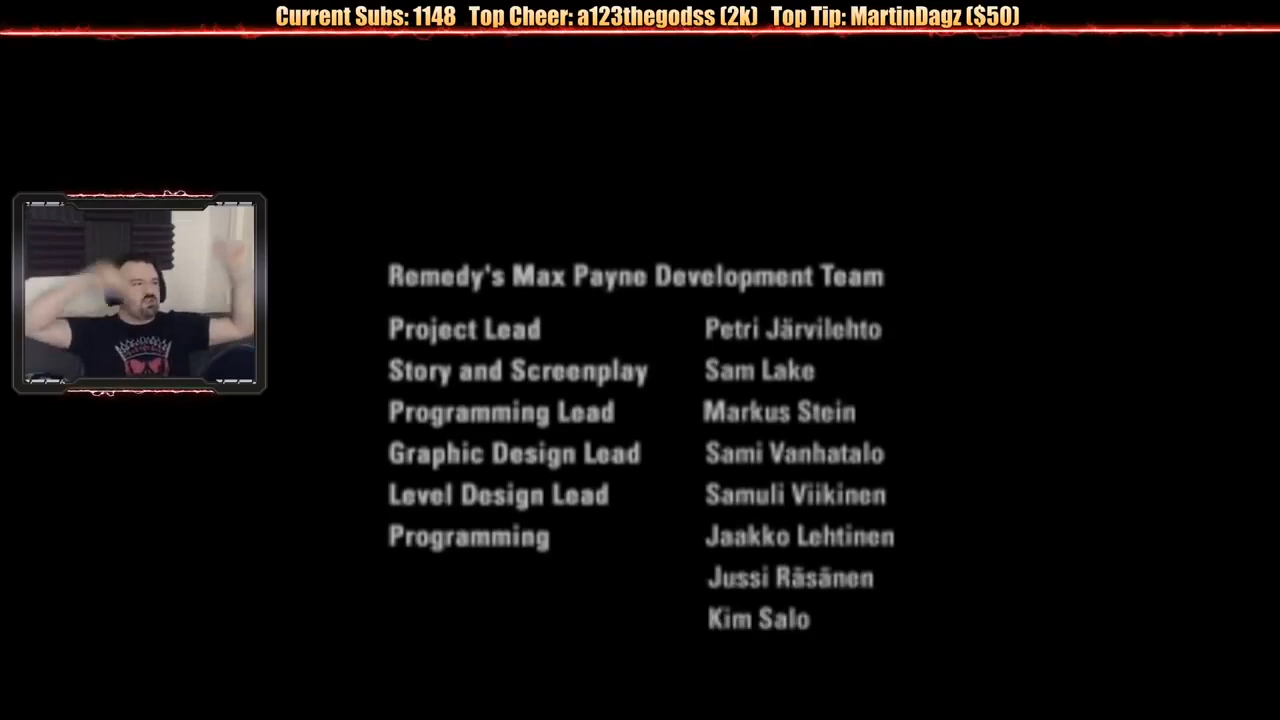 Current Subs: 1148 Top Cheer: a123thegodss (2k) Top Tip: MartinDagz ($50)
Remedy's Max Payne Development Team
Project Lead Petri Järvilehto
Story and Screenplay Sam Lake
Programming Lead Markus Stein
Graphic Design Lead Sami Vanhatalo
Level Design Lead Samuli Viikinen
Programming Jaakko Lehtinen
Jussi Räsänen
Kim Salo